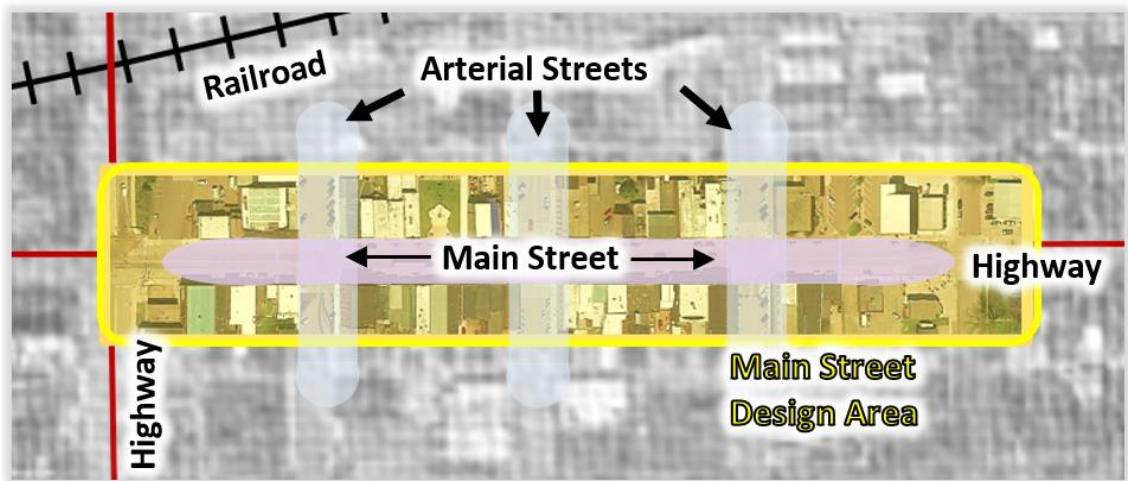 Railroad
Arterial Streets
Main Street
Highway
Highway
Main Street
Design Area